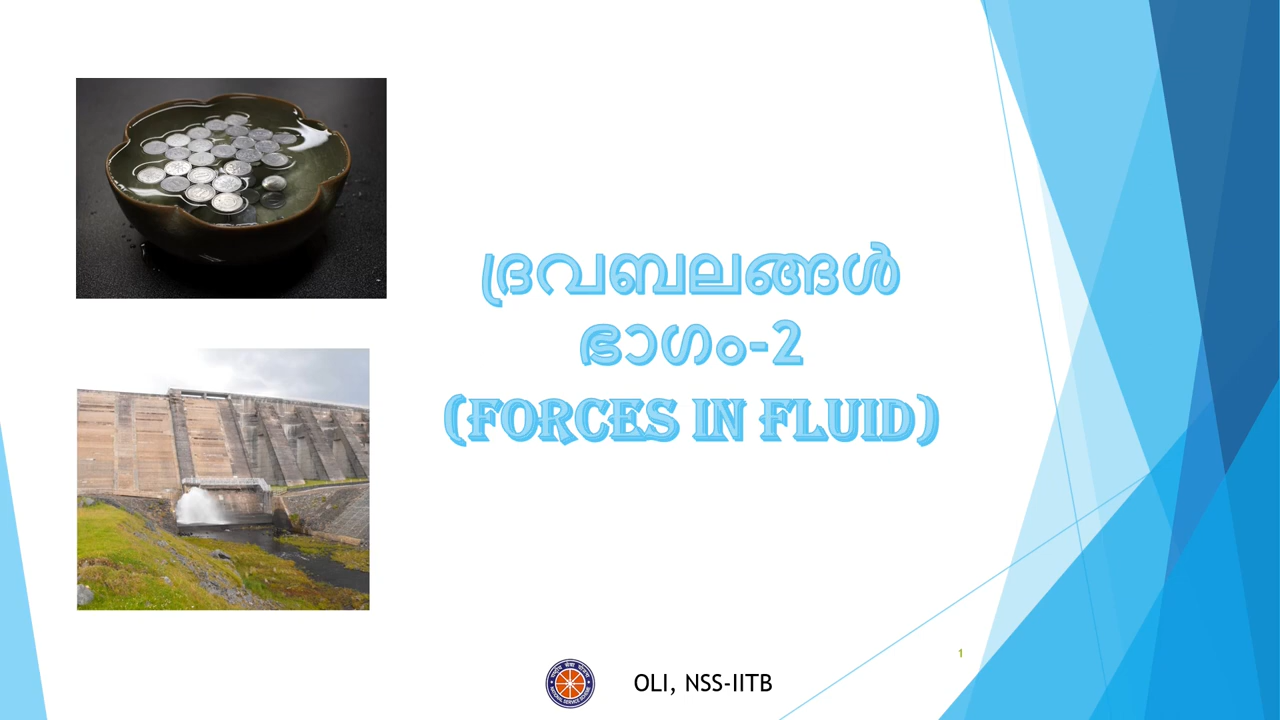 ദ്രവബലങ്ങൾ
ഭാഗം-2
(FORCES IN FLUID)
OLI, NSS-IITB
1